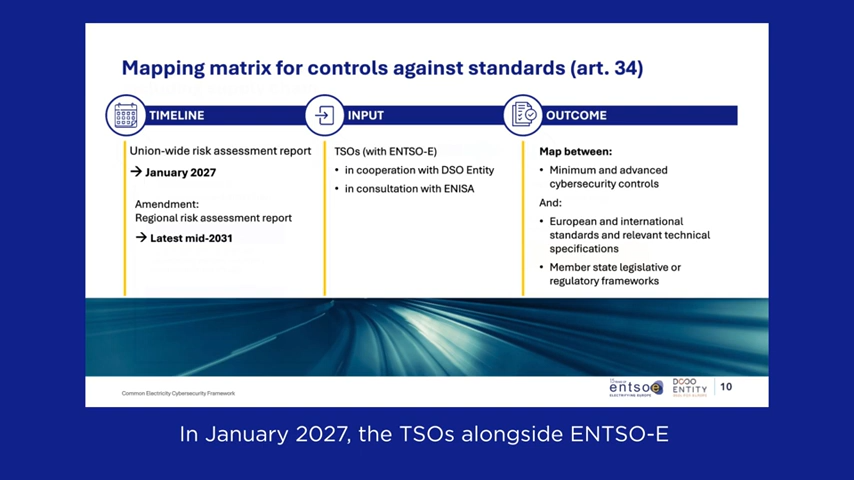 Mapping matrix for controls against standards (art. 34)
TIMELINE
INPUT
OUTCOME
Union-wide risk assessment report
→ January 2027
Amendment:
Regional risk assessment report
→ Latest mid-2031
TSOs (with ENTSO-E)
• in cooperation with DSO Entity
• in consultation with ENISA
Map between:
• Minimum and advanced
cybersecurity controls
And:
• European and international
standards and relevant technical
specifications
• Member state legislative or
regulatory frameworks
Common Electricity Cybersecurity Framework
entsoe
ELECTRIFYING EUROPE
ENTITY
10
In January 2027, the TSOs alongside ENTSO-E